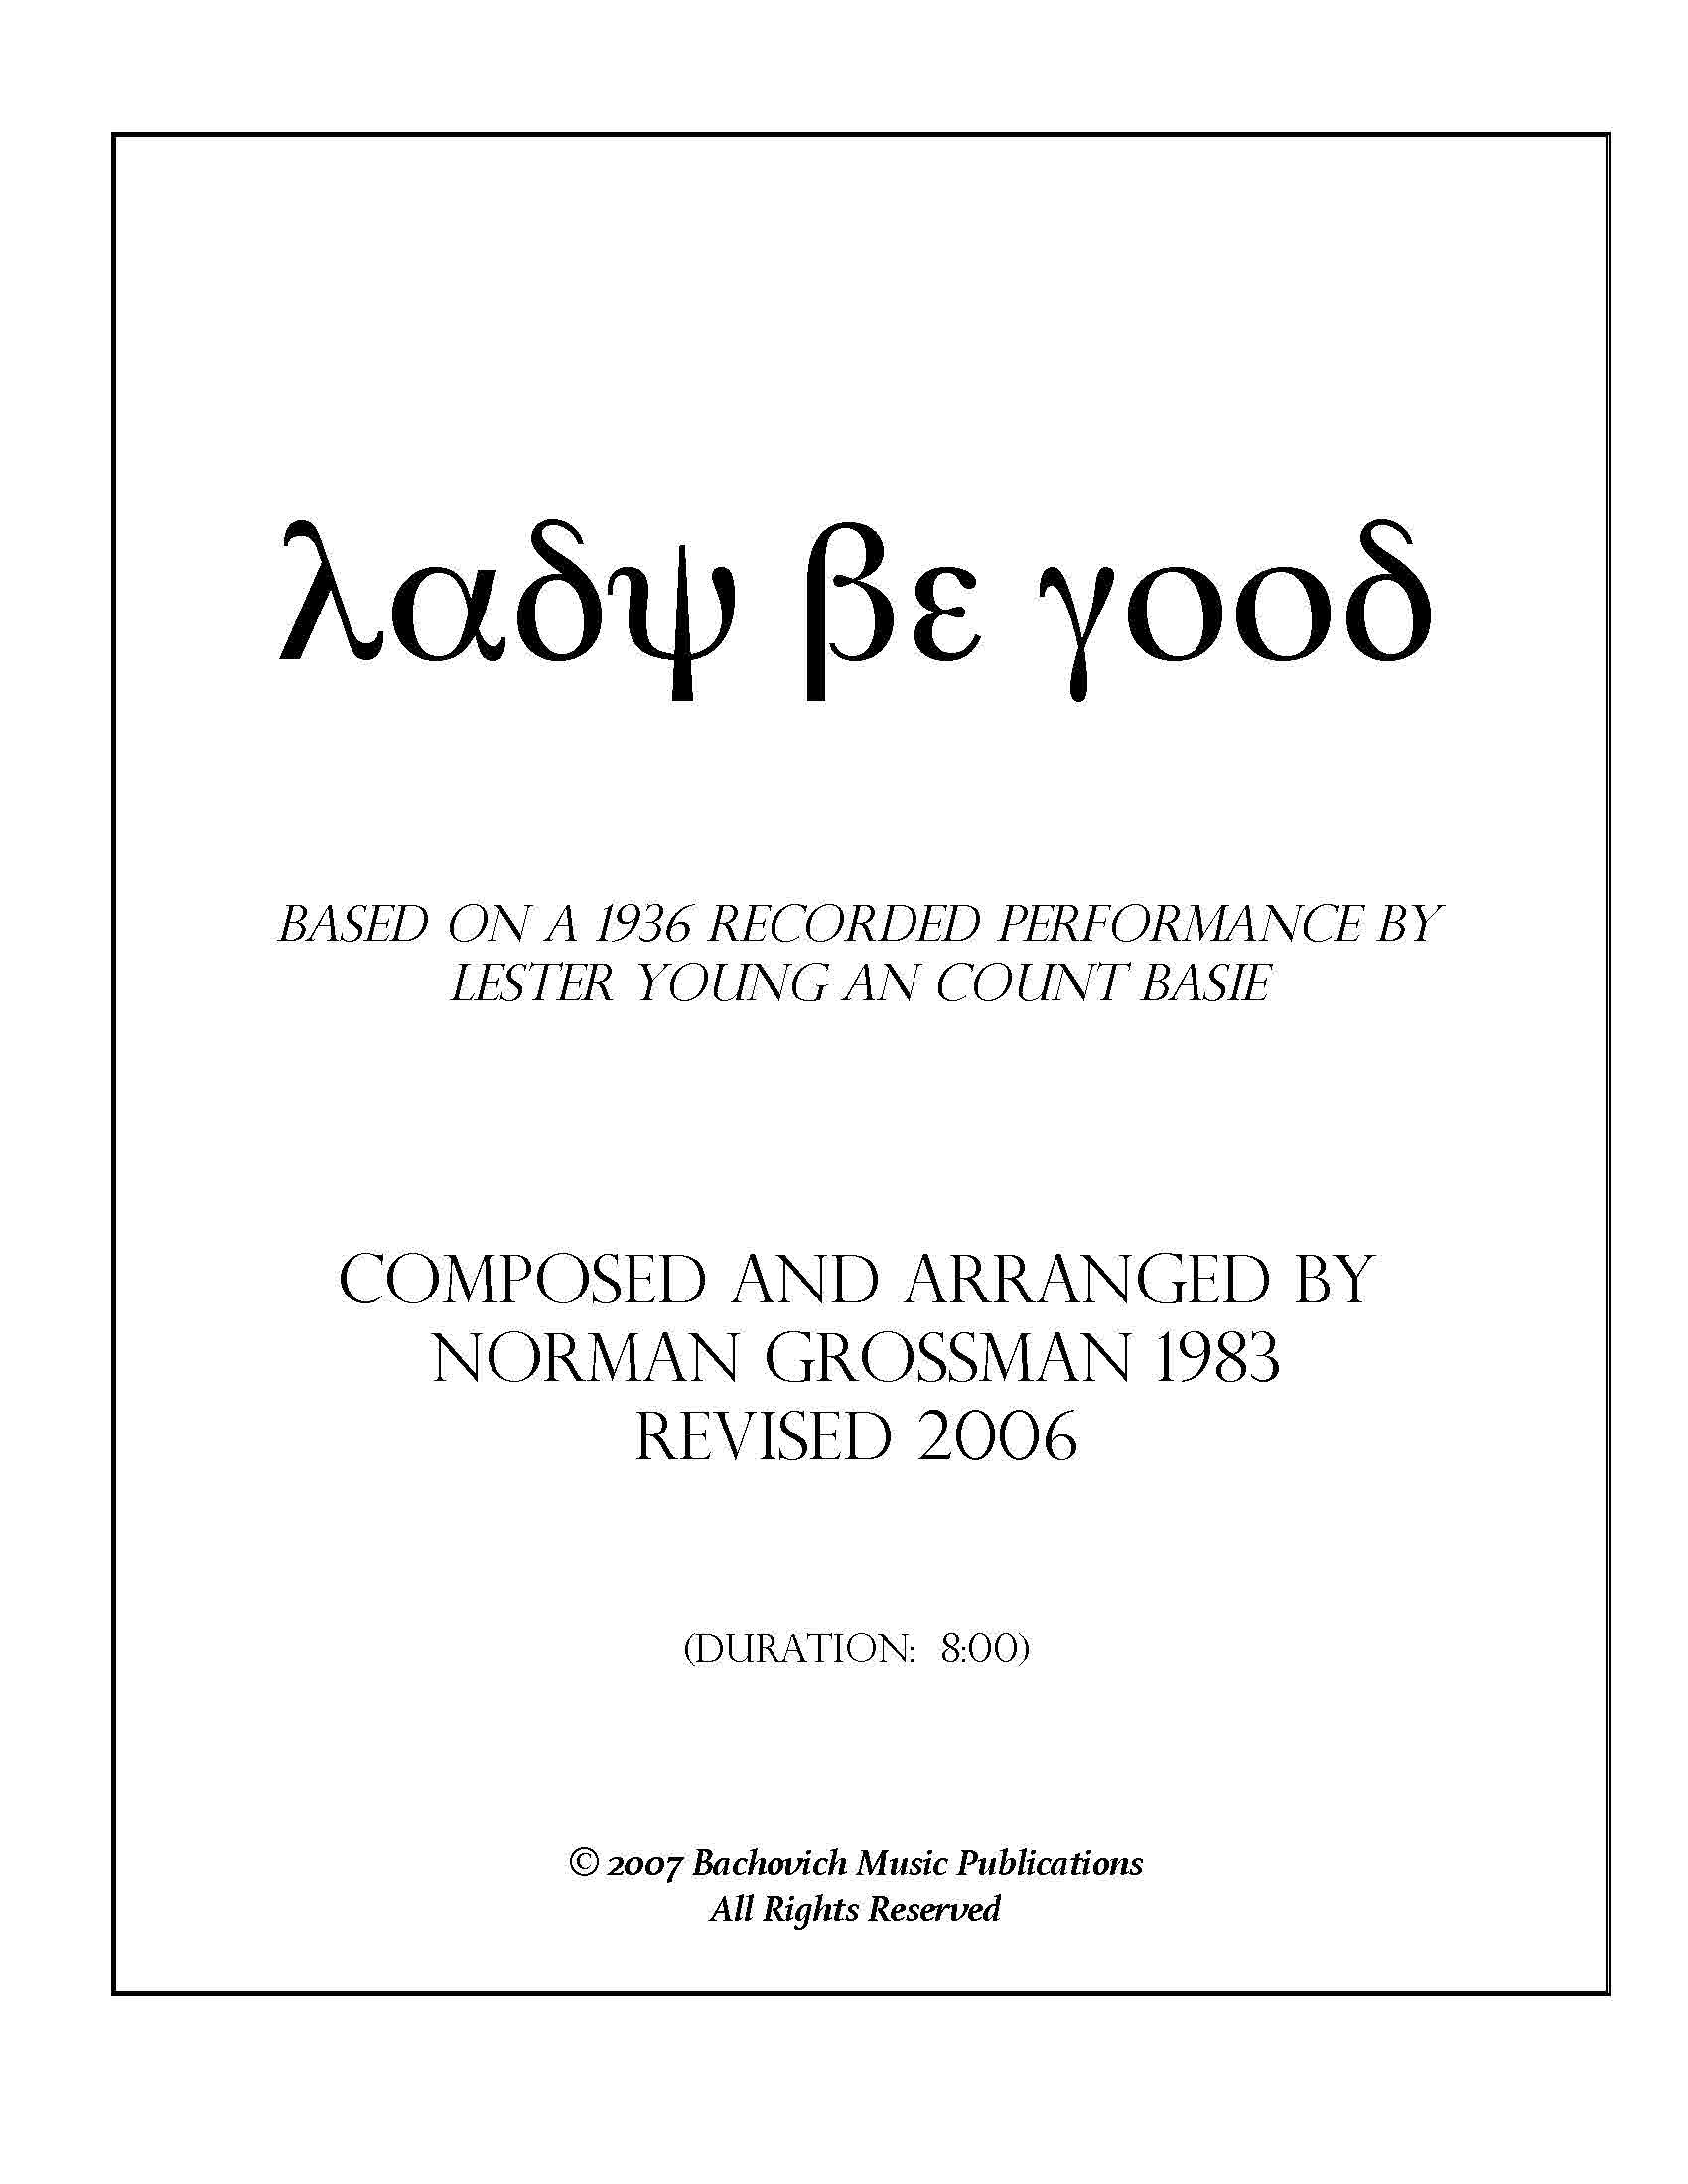 λαδψ βε γοοδ
BASED ON A 1936 RECORDED PERFORMANCE BY
LESTER YOUNG AN COUNT BASIE
COMPOSED AND ARRANGED BY
NORMAN GROSSMAN 1983
REVISED 2006
(DURATION: 8:00)
© 2007 Bachovich Music Publications
All Rights Reserved